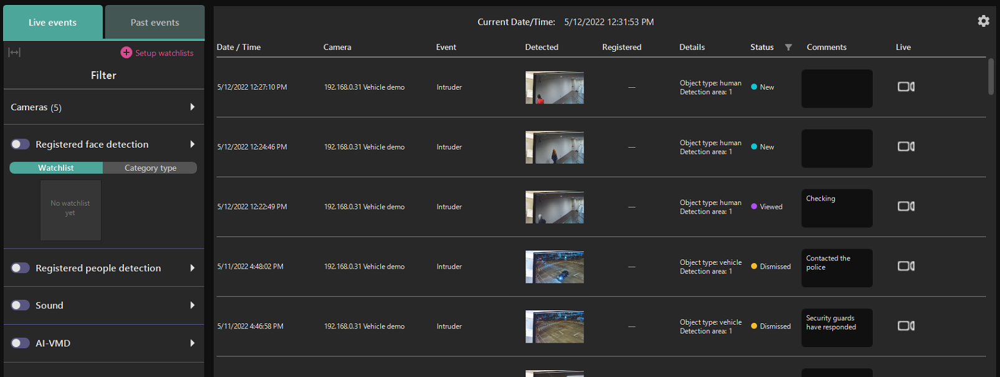 Live events
Past events
Setup watchlists
Filter
Cameras (5)
Registered face detection
Watchlist
Category type
No watchlist
yet
Registered people detection
Sound
AI-VMD
Current Date/Time: 5/12/2022 12:31:53 PM
Date / Time Camera Event Detected Registered Details Status Comments Live
5/12/2022 12:27:10 PM 192.168.0.31 Vehicle demo Intruder — Object type: human
Detection area: 1
New
5/12/2022 12:24:46 PM 192.168.0.31 Vehicle demo Intruder — Object type: human
Detection area: 1
New
5/12/2022 12:22:49 PM 192.168.0.31 Vehicle demo Intruder — Object type: human
Detection area: 1
Viewed
Checking
5/11/2022 4:48:02 PM 192.168.0.31 Vehicle demo Intruder — Object type: vehicle
Detection area: 1
Dismissed
Contacted the
police
5/11/2022 4:46:58 PM 192.168.0.31 Vehicle demo Intruder — Object type: vehicle
Detection area: 1
Dismissed
Security guards
have responded